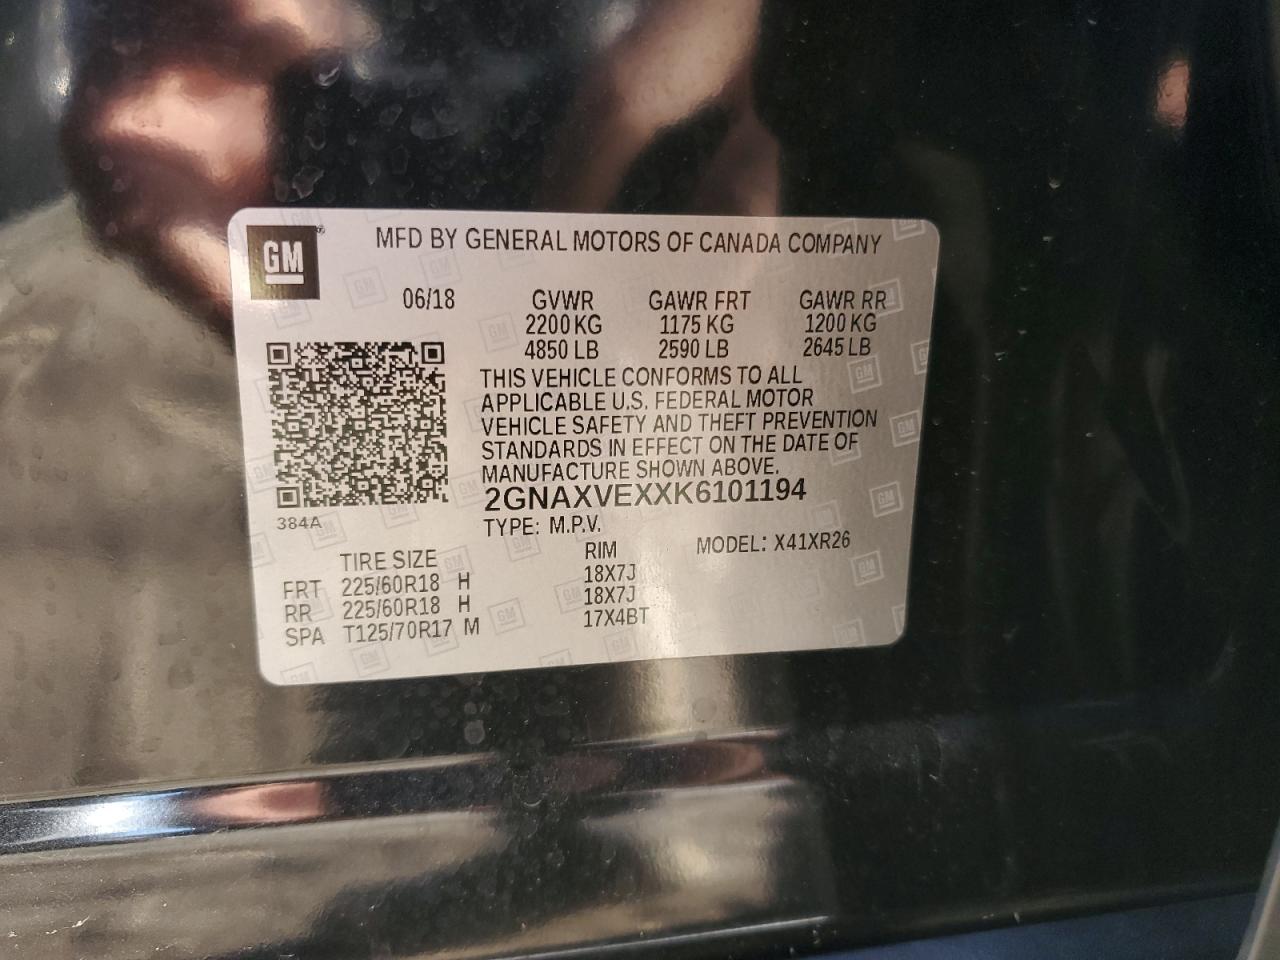 GM
MFD BY GENERAL MOTORS OF CANADA COMPANY
06/18 GVWR GAWR FRT GAWR RR
2200 KG 1175 KG 1200 KG
4850 LB 2590 LB 2645 LB
THIS VEHICLE CONFORMS TO ALL
APPLICABLE U.S. FEDERAL MOTOR
VEHICLE SAFETY AND THEFT PREVENTION
STANDARDS IN EFFECT ON THE DATE OF
MANUFACTURE SHOWN ABOVE.
2GNAXVEXXK6101194
384A
TYPE: M.P.V. MODEL: X41XR26
TIRE SIZE RIM
FRT 225/60R18 H 18X7J
RR 225/60R18 H 18X7J
SPA T125/70R17 M 17X4BT